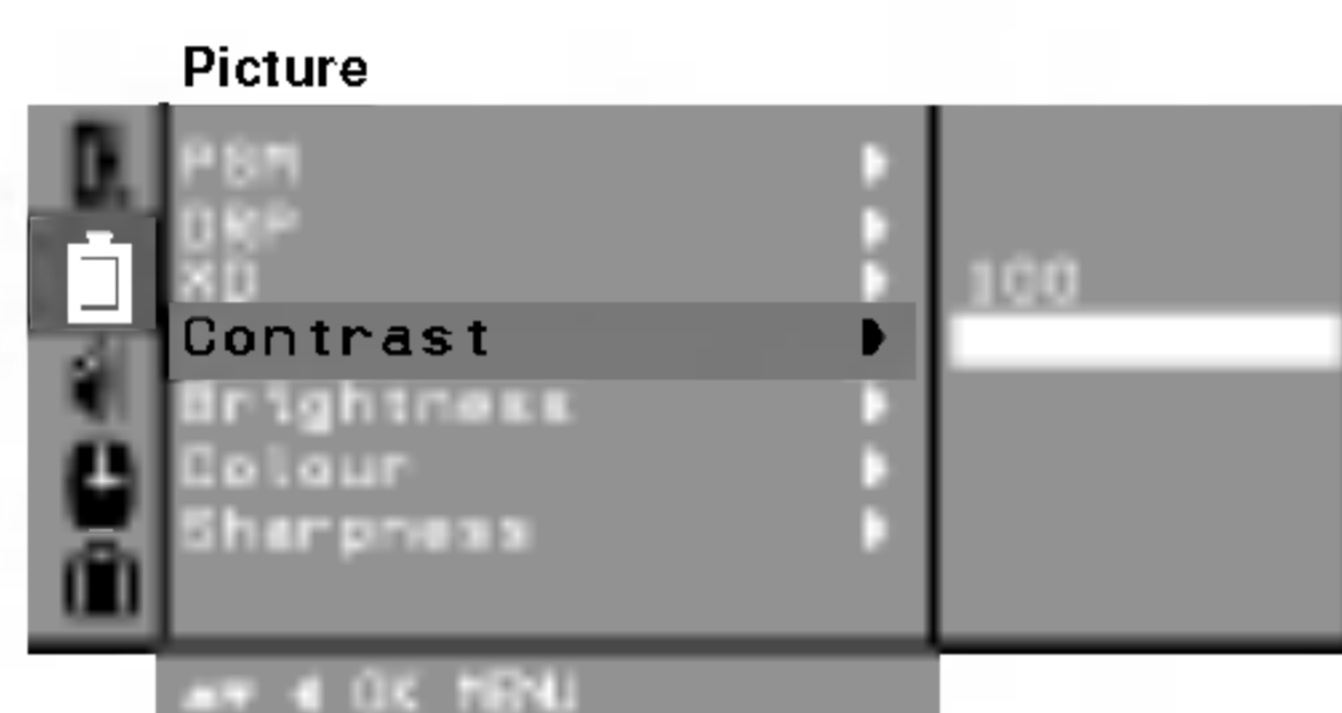 Picture
PSM
DRP
XD
100
Contrast
Brightness
Colour
Sharpness
OK MENU